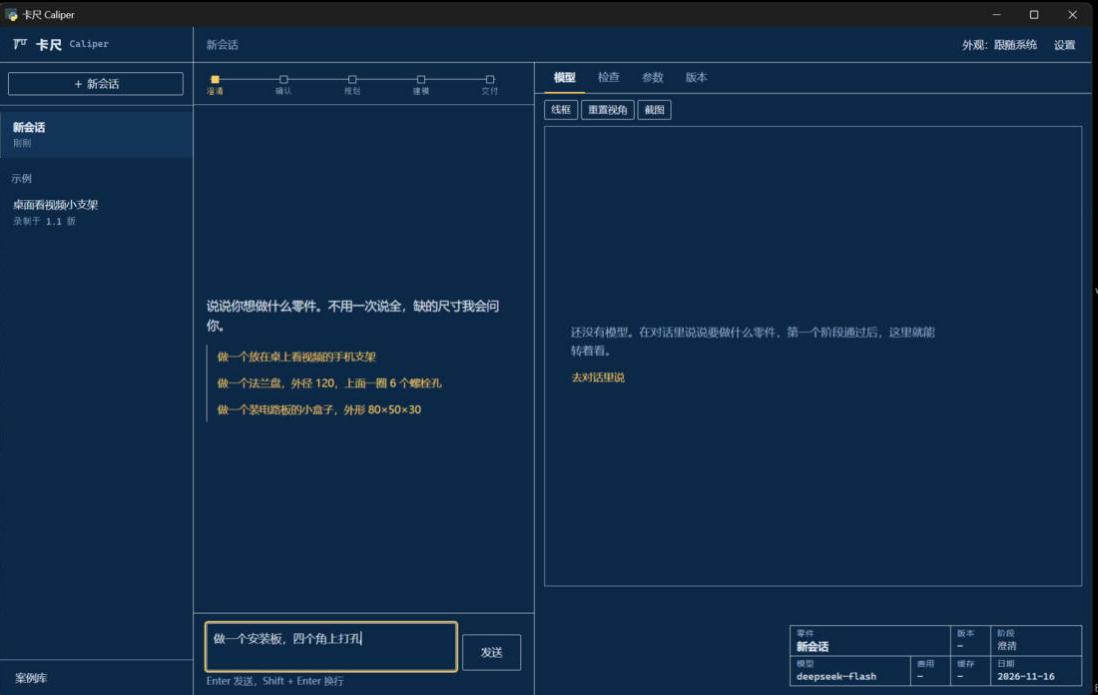 卡尺 Caliper
卡尺 Caliper
+ 新会话
新会话
刚刚
示例
桌面看视频小支架
录制于 1.1 版
案例库
新会话
外观：跟随系统
设置
澄清
确认
规划
建模
交付
说说你想做什么零件。不用一次说全，缺的尺寸我会问
你。
做一个放在桌上看视频的手机支架
做一个法兰盘，外径 120，上面一圈 6 个螺栓孔
做一个装电路板的小盒子，外形 80×50×30
做一个安装板，四个角上打孔
发送
Enter 发送，Shift + Enter 换行
模型
检查
参数
版本
线框
重置视角
截图
还没有模型。在对话里说说要做什么零件，第一个阶段通过后，这里就能
转着看。
去对话里说
零件
新会话
版本
–
阶段
澄清
模型
deepseek-flash
费用
–
缓存
–
日期
2026-11-16